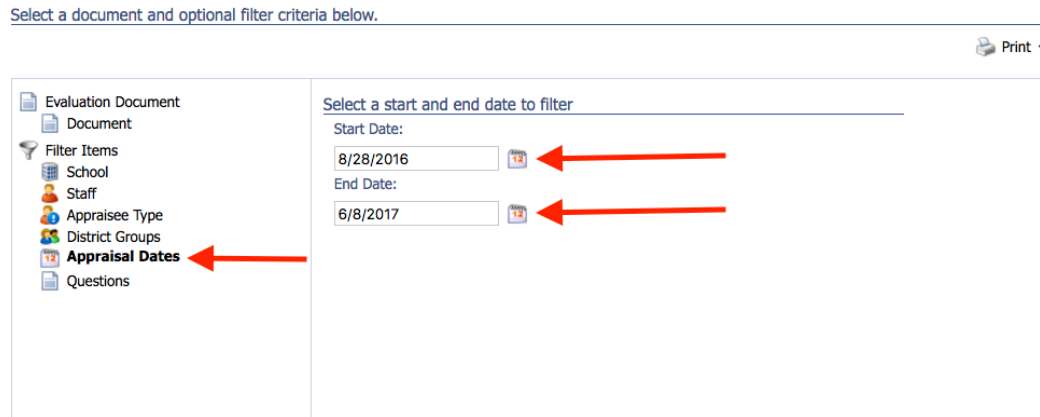 Select a document and optional filter criteria below.
Print
Evaluation Document
Document
Filter Items
School
Staff
Appraisee Type
District Groups
Appraisal Dates
Questions
Select a start and end date to filter
Start Date:
8/28/2016
12
End Date:
6/8/2017
12